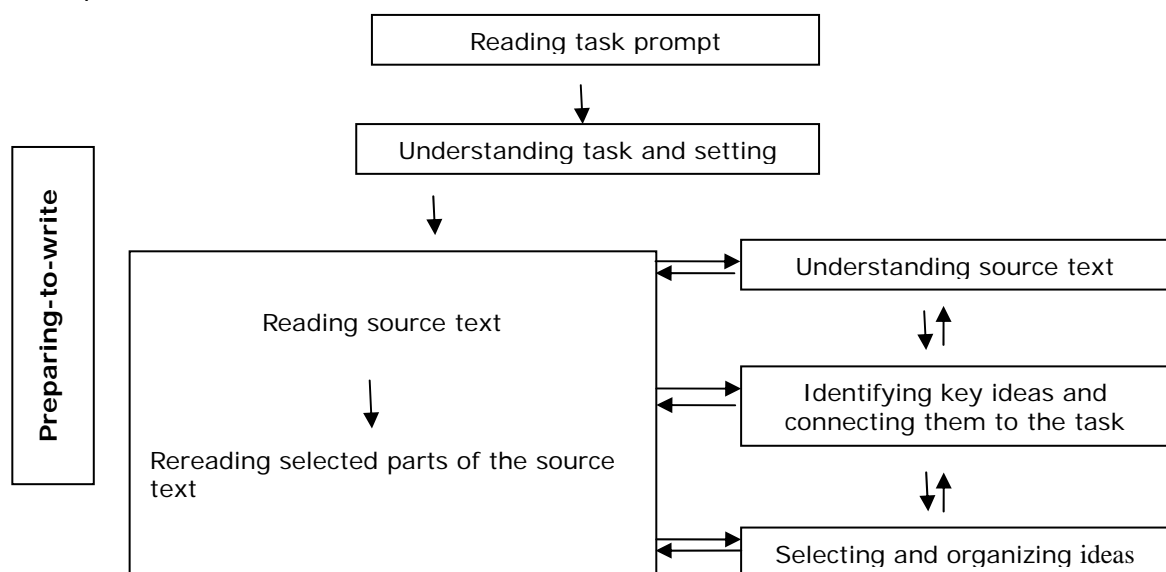 Reading task prompt
Understanding task and setting
Preparing-to-write
Understanding source text
Reading source text
Identifying key ideas and
connecting them to the task
Rereading selected parts of the source
text
Selecting and organizing ideas